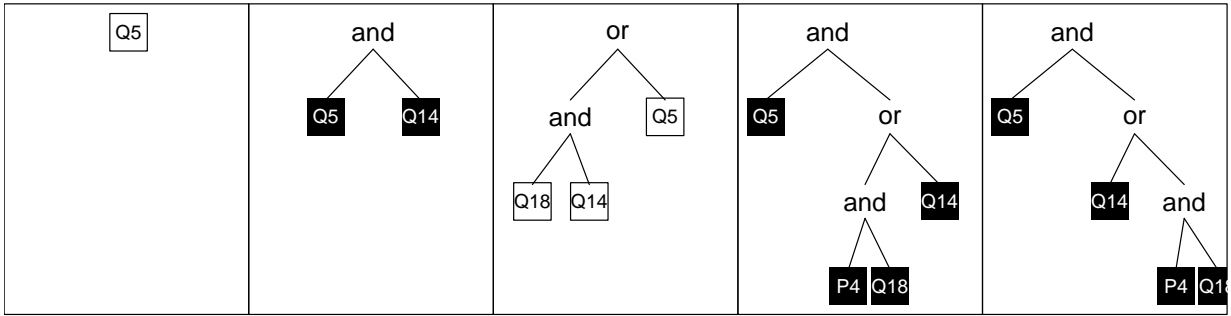 Q5
and
Q5 Q14
or
and Q5
Q18 Q14
and
Q5 or
and Q14
P4 Q18
and
Q5 or
Q14 and
P4 Q18